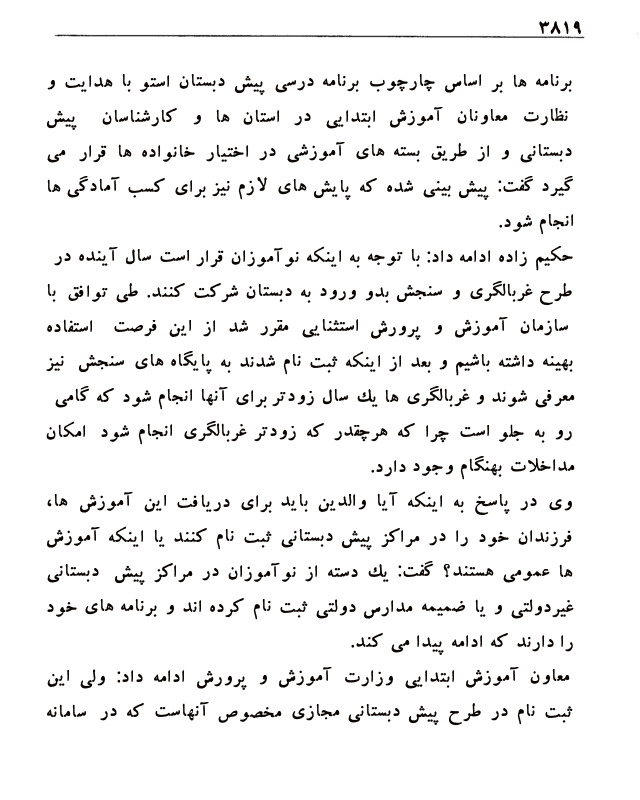 ۳۸۱۹
برنامه ها بر اساس چارچوب برنامه درسی پیش دبستان استو با هدایت و
نظارت معاونان آموزش ابتدایی در استان ها و کارشناسان پیش
دبستانی و از طریق بسته های آموزشی در اختیار خانواده ها قرار می
گیرد گفت: پیش بینی شده که پایش های لازم نیز برای کسب آمادگی ها
انجام شود.
حکیم زاده ادامه داد: با توجه به اینکه نوآموزان قرار است سال آینده در
طرح غربالگری و سنجش بدو ورود به دبستان شرکت کنند. طی توافق با
سازمان آموزش و پرورش استثنایی مقرر شد از این فرصت استفاده
بهینه داشته باشیم و بعد از اینکه ثبت نام شدند به پایگاه های سنجش نیز
معرفی شوند و غربالگری ها یك سال زودتر برای آنها انجام شود که گامی
رو به جلو است چرا که هرچقدر که زودتر غربالگری انجام شود امکان
مداخلات بهنگام وجود دارد.
وی در پاسخ به اینکه آیا والدین باید برای دریافت این آموزش ها،
فرزندان خود را در مراکز پیش دبستانی ثبت نام کنند یا اینکه آموزش
ها عمومی هستند؟ گفت: یك دسته از نوآموزان در مراکز پیش دبستانی
غیردولتی و یا ضمیمه مدارس دولتی ثبت نام کرده اند و برنامه های خود
را دارند که ادامه پیدا می کند.
معاون آموزش ابتدایی وزارت آموزش و پرورش ادامه داد: ولی این
ثبت نام در طرح پیش دبستانی مجازی مخصوص آنهاست که در سامانه